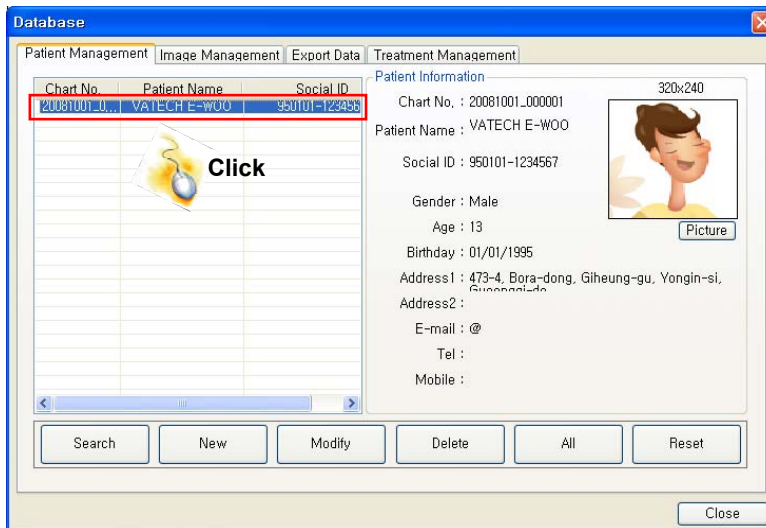 Database
Patient Management Image Management Export Data Treatment Management
Chart No. Patient Name Social ID
20081001_0... VATECH E-WOO 950101-123456
Click
Patient Information
320x240
Chart No. : 20081001_000001
Patient Name : VATECH E-WOO
Social ID : 950101-1234567
Gender : Male
Age : 13
Picture
Birthday : 01/01/1995
Address1 : 473-4, Bora-dong, Giheung-gu, Yongin-si,
Gyeonggi-do
Address2 :
E-mail : @
Tel :
Mobile :
Search New Modify Delete All Reset
Close